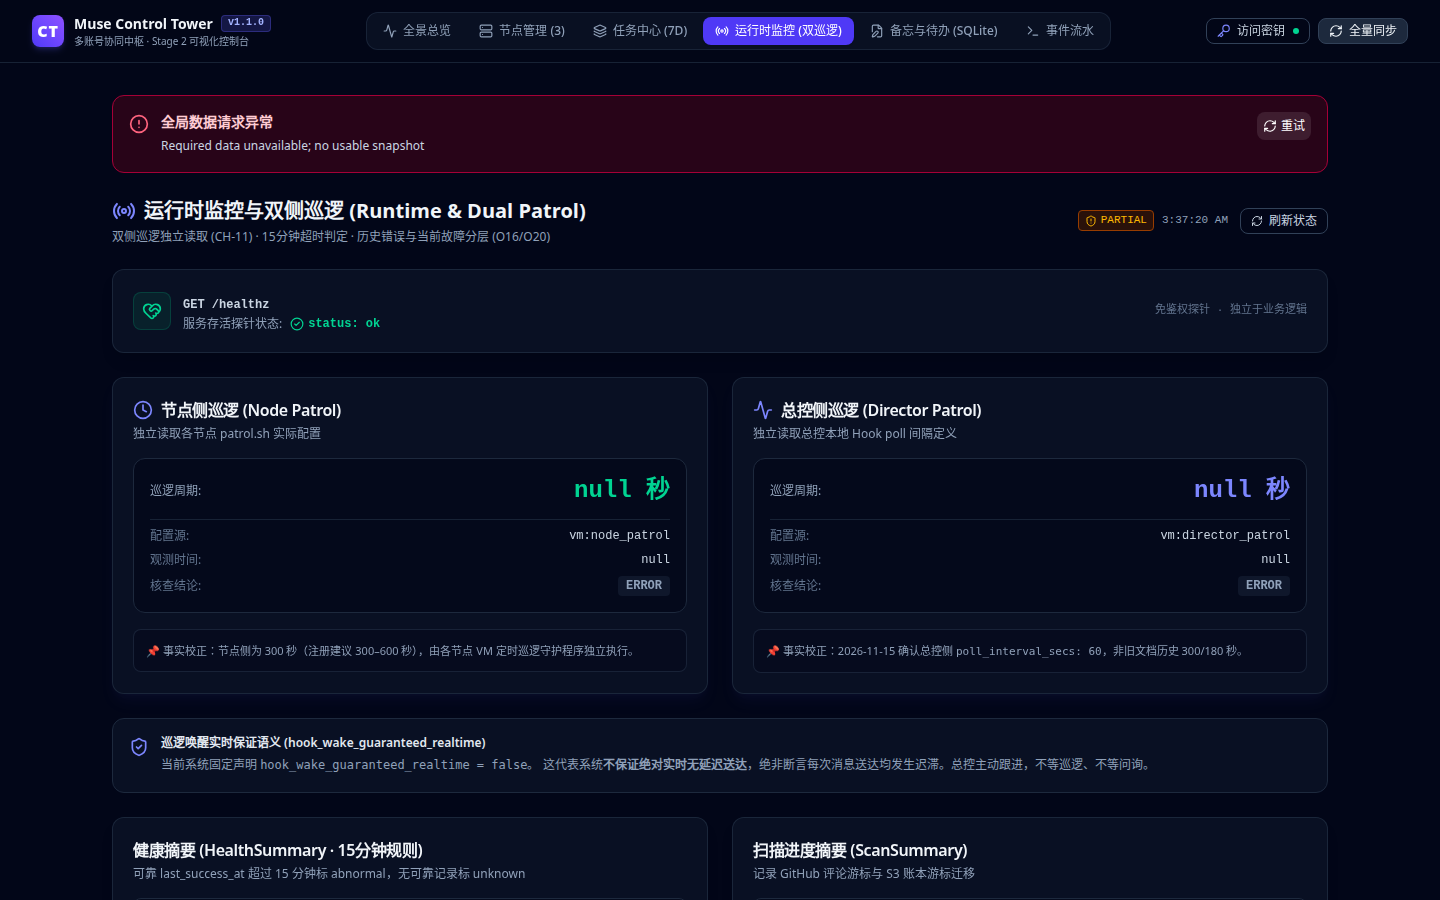 CT
Muse Control Tower v1.1.0
多账号协同中枢 · Stage 2 可视化控制台
全景总览
节点管理 (3)
任务中心 (7D)
运行时监控 (双巡逻)
备忘与待办 (SQLite)
事件流水
访问密钥
全量同步
全局数据请求异常
Required data unavailable; no usable snapshot
重试
运行时监控与双侧巡逻 (Runtime & Dual Patrol)
双侧巡逻独立读取 (CH-11) · 15分钟超时判定 · 历史错误与当前故障分层 (O16/O20)
PARTIAL
3:37:20 AM
刷新状态
GET /healthz
服务存活探针状态: status: ok
免鉴权探针 · 独立于业务逻辑
节点侧巡逻 (Node Patrol)
独立读取各节点 patrol.sh 实际配置
巡逻周期: null 秒
配置源: vm:node_patrol
观测时间: null
核查结论: ERROR
📌 事实校正：节点侧为 300 秒（注册建议 300–600 秒），由各节点 VM 定时巡逻守护程序独立执行。
总控侧巡逻 (Director Patrol)
独立读取总控本地 Hook poll 间隔定义
巡逻周期: null 秒
配置源: vm:director_patrol
观测时间: null
核查结论: ERROR
📌 事实校正：2026-11-15 确认总控侧 poll_interval_secs: 60，非旧文档历史 300/180 秒。
巡逻唤醒实时保证语义 (hook_wake_guaranteed_realtime)
当前系统固定声明 hook_wake_guaranteed_realtime = false。 这代表系统不保证绝对实时无延迟送达，绝非断言每次消息送达均发生迟滞。总控主动跟进，不等巡逻、不等问询。
健康摘要 (HealthSummary · 15分钟规则)
可靠 last_success_at 超过 15 分钟标 abnormal，无可靠记录标 unknown
扫描进度摘要 (ScanSummary)
记录 GitHub 评论游标与 S3 账本游标迁移